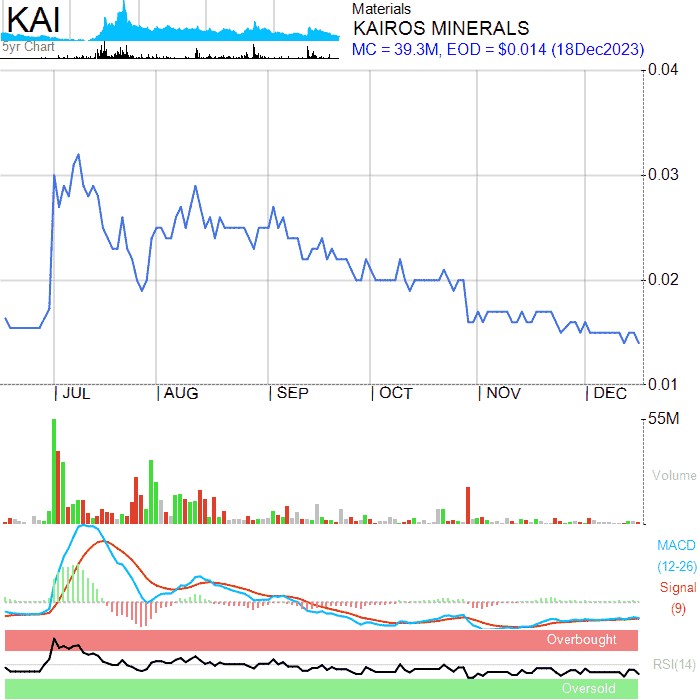 KAI
5yr Chart
Materials
KAIROS MINERALS
MC = 39.3M, EOD = $0.014 (18Dec2023)
0.04
0.03
0.02
0.01
JUL AUG SEP OCT NOV DEC
55M
Volume
MACD
(12-26)
Signal
(9)
Overbought
RSI(14)
Oversold